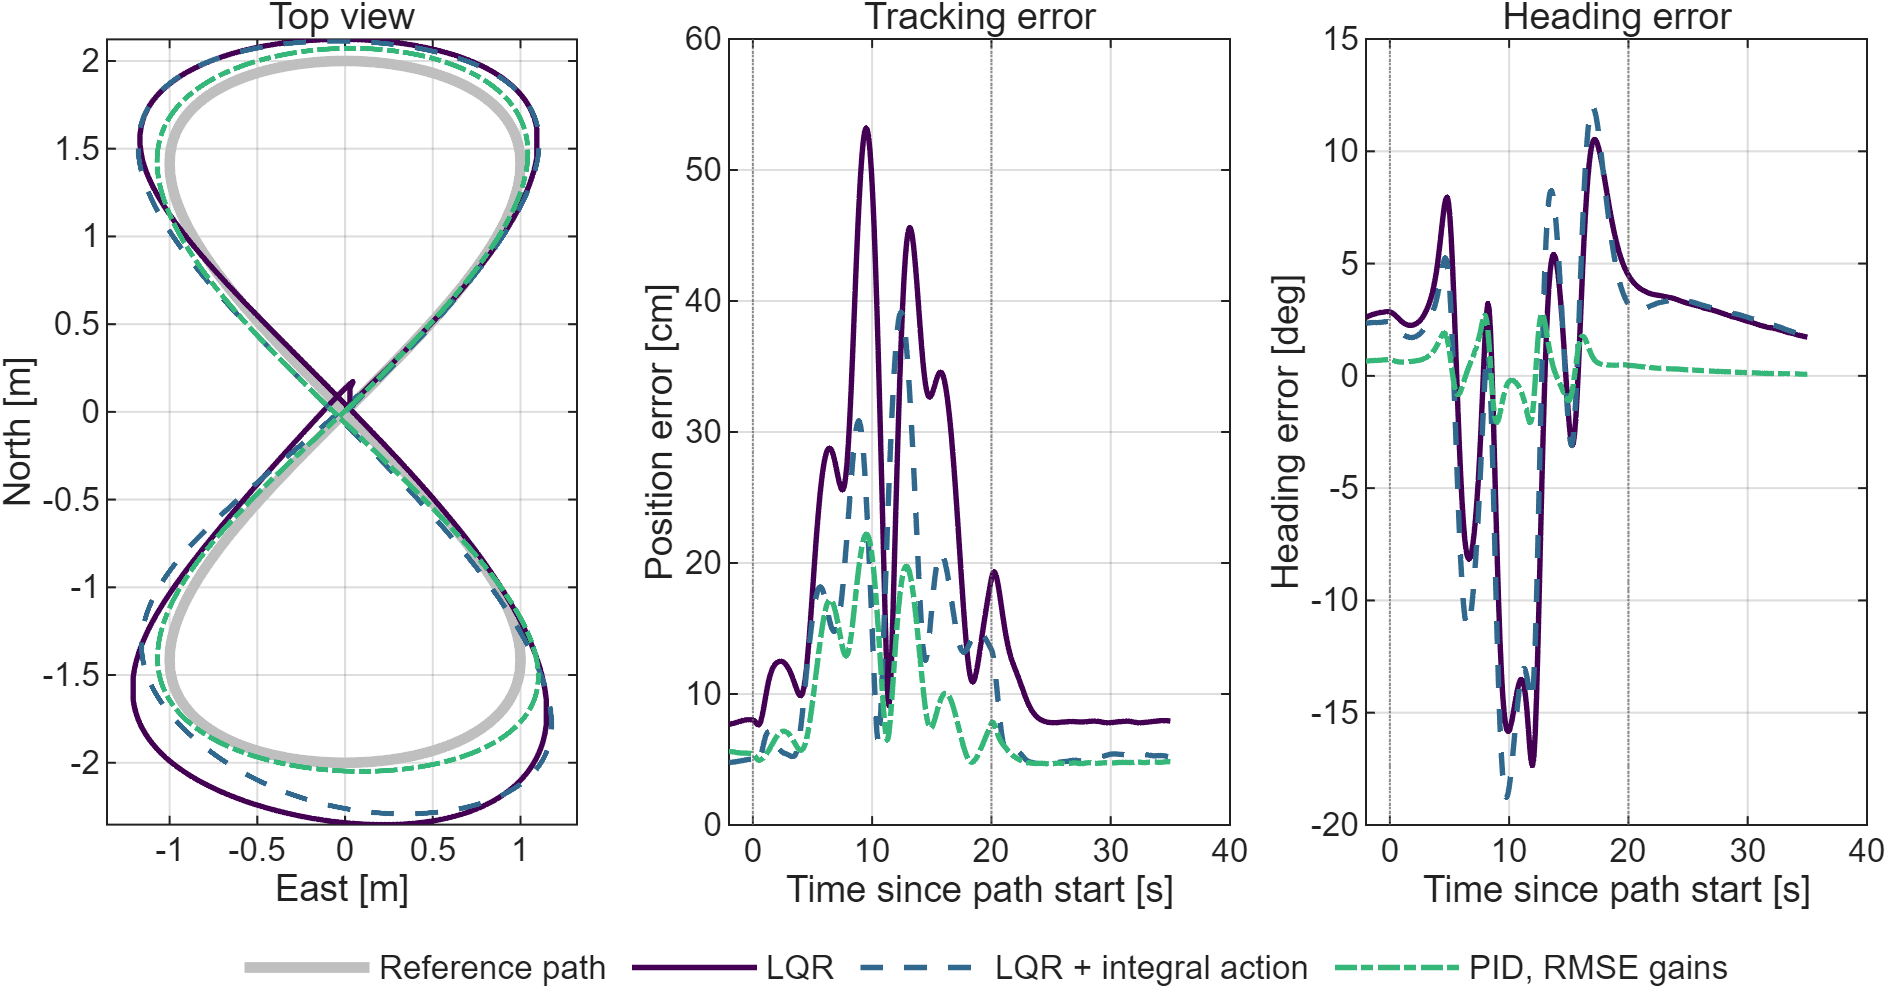 Top view
2
1.5
1
0.5
0
-0.5
-1
-1.5
-2
North [m]
-1 -0.5 0 0.5 1
East [m]
Tracking error
60
50
40
30
20
10
0
Position error [cm]
0 10 20 30 40
Time since path start [s]
Heading error
15
10
5
0
-5
-10
-15
-20
Heading error [deg]
0 10 20 30 40
Time since path start [s]
Reference path LQR LQR + integral action PID, RMSE gains